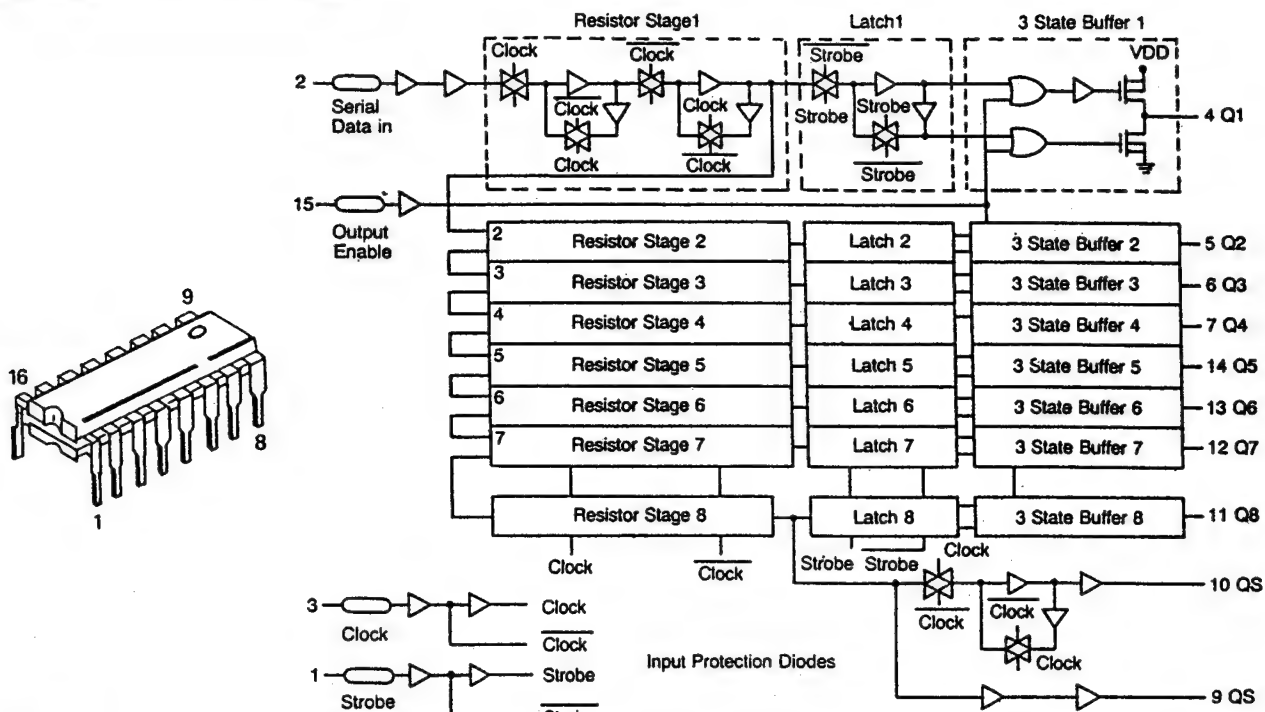 Resistor Stage1
Latch1
3 State Buffer 1
Clock
Clock
Strobe
VDD
2
Serial
Data in
Clock
Clock
Strobe
Strobe
4 Q1
Clock
Clock
Strobe
15
Output
Enable
2
Resistor Stage 2
Latch 2
3 State Buffer 2
5 Q2
3
Resistor Stage 3
Latch 3
3 State Buffer 3
6 Q3
4
Resistor Stage 4
Latch 4
3 State Buffer 4
7 Q4
5
Resistor Stage 5
Latch 5
3 State Buffer 5
14 Q5
6
Resistor Stage 6
Latch 6
3 State Buffer 6
13 Q6
7
Resistor Stage 7
Latch 7
3 State Buffer 7
12 Q7
Resistor Stage 8
Latch 8
3 State Buffer 8
11 Q8
9
16
8
1
Clock
Clock
Strobe
Strobe
Clock
Clock
Clock
Clock
10 QS
3
Clock
Clock
Clock
Input Protection Diodes
1
Strobe
Strobe
9 QS